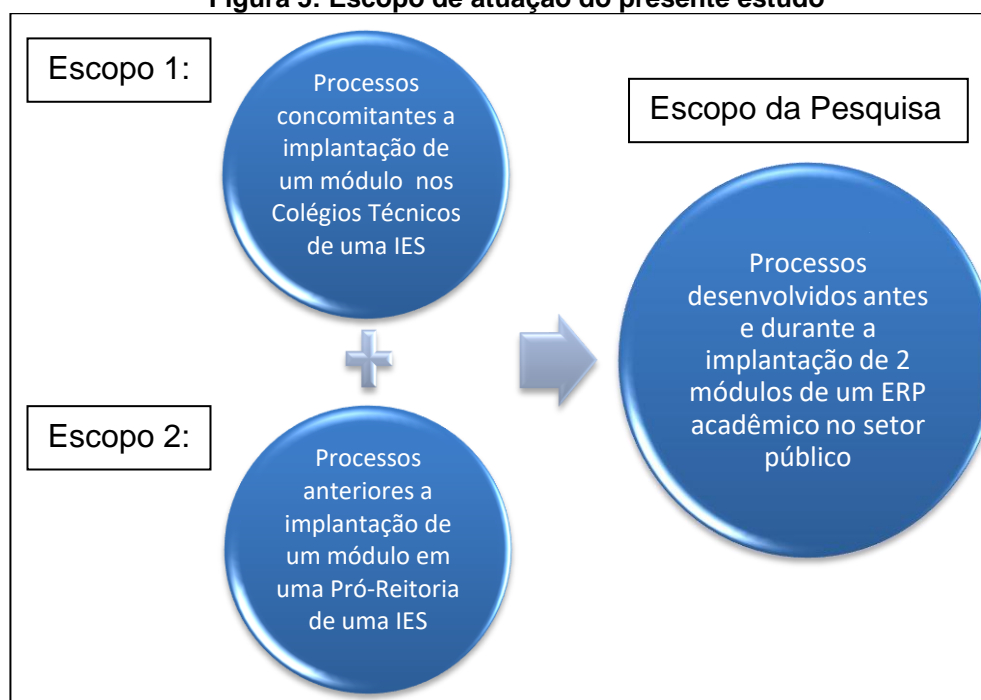 Figura 5: Escopo de atuação do presente estudo
Escopo 1:
Processos
concomitantes a
implantação de
um módulo nos
Colégios Técnicos
de uma IES
Escopo 2:
Processos
anteriores a
implantação de
um módulo em
uma Pró-Reitoria
de uma IES
Escopo da Pesquisa
Processos
desenvolvidos antes
e durante a
implantação de 2
módulos de um ERP
acadêmico no setor
público